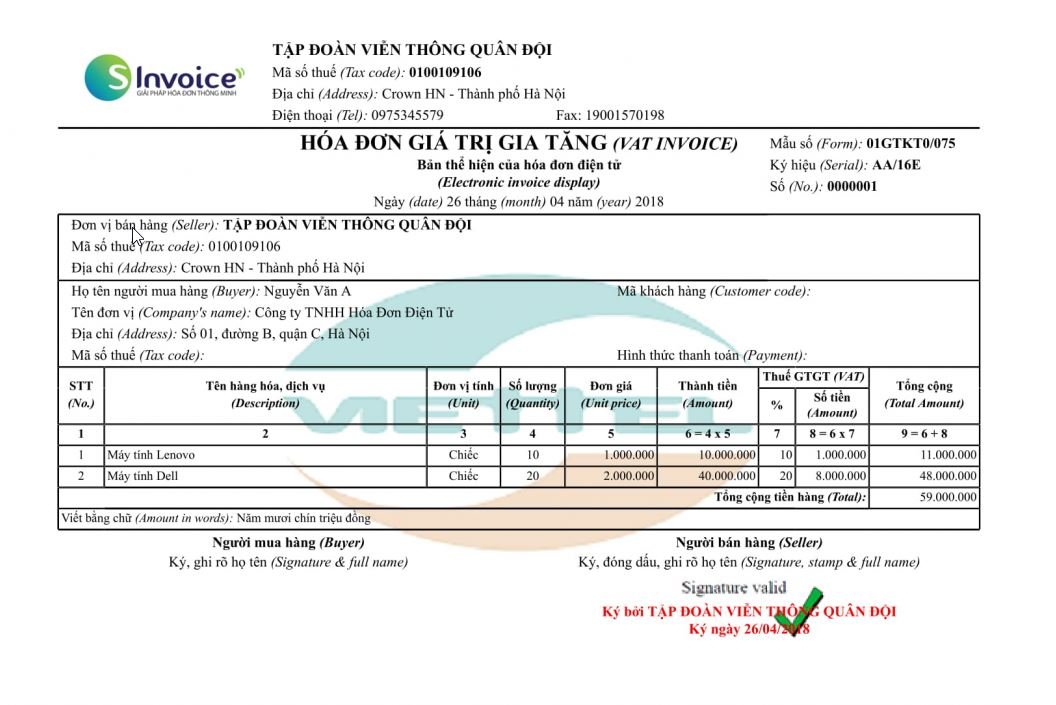 S Invoice
GIẢI PHÁP HÓA ĐƠN THÔNG MINH
TẬP ĐOÀN VIỄN THÔNG QUÂN ĐỘI
Mã số thuế (Tax code): 0100109106
Địa chỉ (Address): Crown HN - Thành phố Hà Nội
Điện thoại (Tel): 0975345579 Fax: 19001570198
HÓA ĐƠN GIÁ TRỊ GIA TĂNG (VAT INVOICE)
Bản thể hiện của hóa đơn điện tử
(Electronic invoice display)
Ngày (date) 26 tháng (month) 04 năm (year) 2018
Mẫu số (Form): 01GTKT0/075
Ký hiệu (Serial): AA/16E
Số (No.): 0000001
Đơn vị bán hàng (Seller): TẬP ĐOÀN VIỄN THÔNG QUÂN ĐỘI
Mã số thuế (Tax code): 0100109106
Địa chỉ (Address): Crown HN - Thành phố Hà Nội
Họ tên người mua hàng (Buyer): Nguyễn Văn A Mã khách hàng (Customer code):
Tên đơn vị (Company's name): Công ty TNHH Hóa Đơn Điện Tử
Địa chỉ (Address): Số 01, đường B, quận C, Hà Nội
Mã số thuế (Tax code): Hình thức thanh toán (Payment):
STT (No.) Tên hàng hóa, dịch vụ (Description) Đơn vị tính (Unit) Số lượng (Quantity) Đơn giá (Unit price) Thành tiền (Amount) Thuế GTGT (VAT) % Số tiền (Amount) Tổng cộng (Total Amount)
1 2 3 4 5 6 = 4 x 5 7 8 = 6 x 7 9 = 6 + 8
1 Máy tính Lenovo Chiếc 10 1.000.000 10.000.000 10 1.000.000 11.000.000
2 Máy tính Dell Chiếc 20 2.000.000 40.000.000 20 8.000.000 48.000.000
Tổng cộng tiền hàng (Total): 59.000.000
Viết bằng chữ (Amount in words): Năm mươi chín triệu đồng
VIETTEL
Người mua hàng (Buyer)
Ký, ghi rõ họ tên (Signature & full name)
Người bán hàng (Seller)
Ký, đóng dấu, ghi rõ họ tên (Signature, stamp & full name)
Signature valid
Ký bởi TẬP ĐOÀN VIỄN THÔNG QUÂN ĐỘI
Ký ngày 26/04/2018